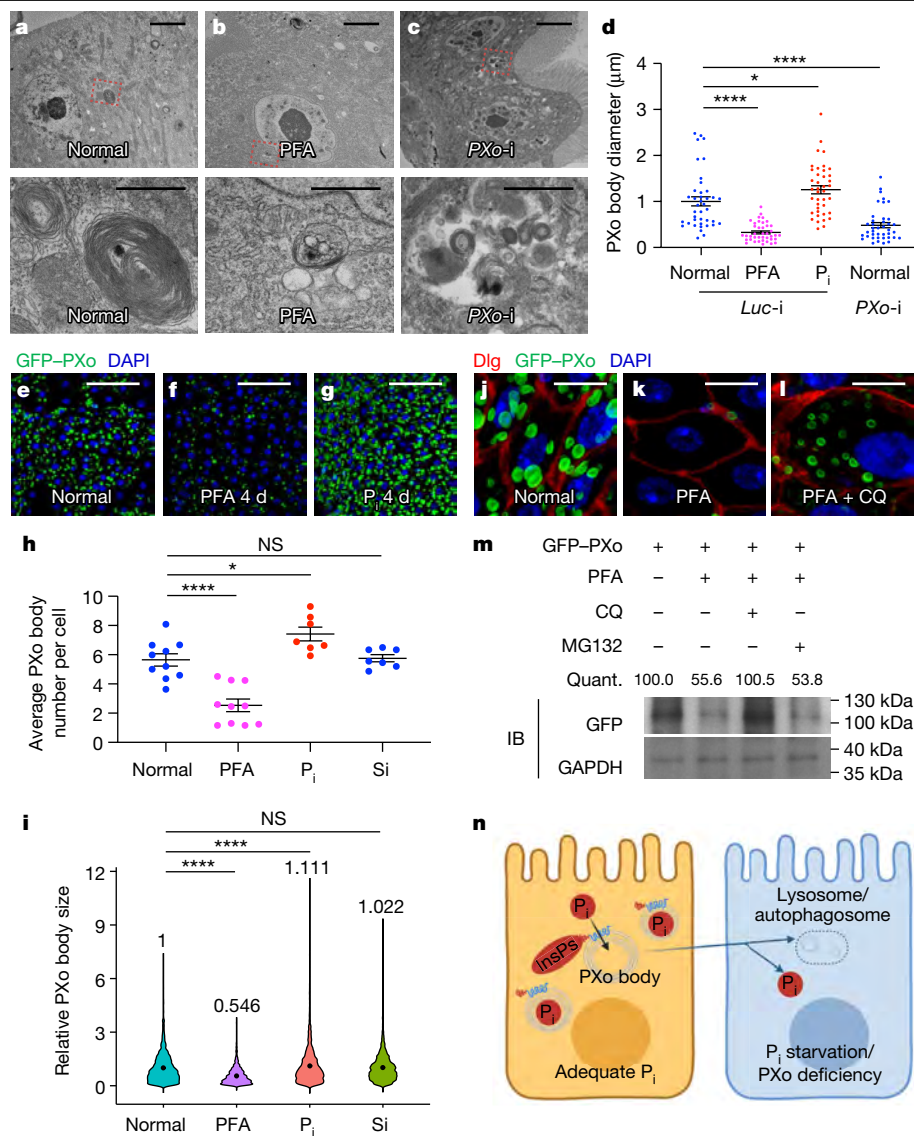 a
b
c
Normal
PFA
PXo-i
Normal
PFA
PXo-i
d
PXo body diameter (μm)
4
3
2
1
0
****
*
****
Normal PFA Pi Normal
Luc-i PXo-i
GFP–PXo DAPI
e
f
g
Normal
PFA 4 d
Pi 4 d
Dlg GFP–PXo DAPI
j
k
l
Normal
PFA
PFA + CQ
h
Average PXo body
number per cell
10
8
6
4
2
0
NS
*
****
Normal PFA Pi Si
m
GFP–PXo + + + +
PFA – + + +
CQ – – + –
MG132 – – – +
Quant. 100.0 55.6 100.5 53.8
IB
GFP
130 kDa
100 kDa
GAPDH
40 kDa
35 kDa
i
Relative PXo body size
12
9
6
3
0
NS
****
****
1
0.546
1.111
1.022
Normal PFA Pi Si
n
Pi
Pi
InsPs
PXo body
Pi
Adequate Pi
Lysosome/
autophagosome
Pi
Pi starvation/
PXo deficiency